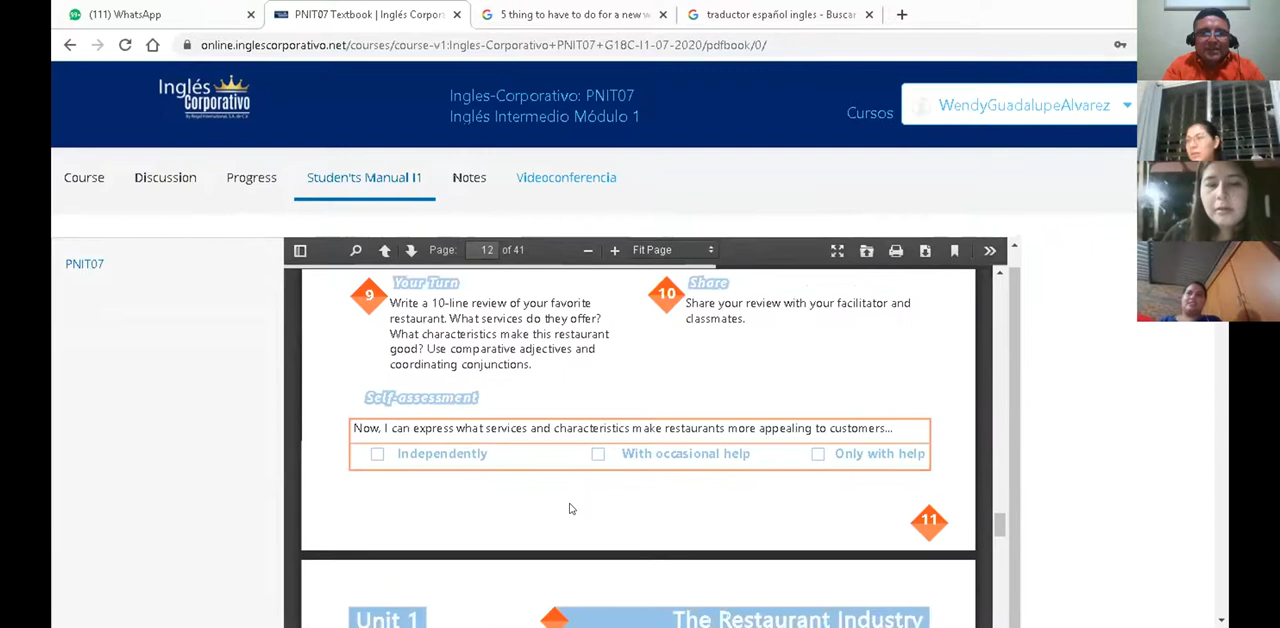 (111) WhatsApp
PNIT07 Textbook | Inglés Corpor
5 thing to have to do for a new w
traductor español ingles - Buscar
online.inglescorporativo.net/courses/course-v1:Ingles-Corporativo+PNIT07+G18C-I1-07-2020/pdfbook/0/
Inglés
Corporativo
Ingles-Corporativo: PNIT07
Inglés Intermedio Módulo 1
Cursos
WendyGuadalupeAlvarez
Course
Discussion
Progress
Studen'ts Manual I1
Notes
Videoconferencia
PNIT07
Page:
12
of 41
Fit Page
9
Your Turn
Write a 10-line review of your favorite
restaurant. What services do they offer?
What characteristics make this restaurant
good? Use comparative adjectives and
coordinating conjunctions.
10
Share
Share your review with your facilitator and
classmates.
Self-assessment
Now, I can express what services and characteristics make restaurants more appealing to customers...
Independently
With occasional help
Only with help
11
Unit 1
The Restaurant Industry